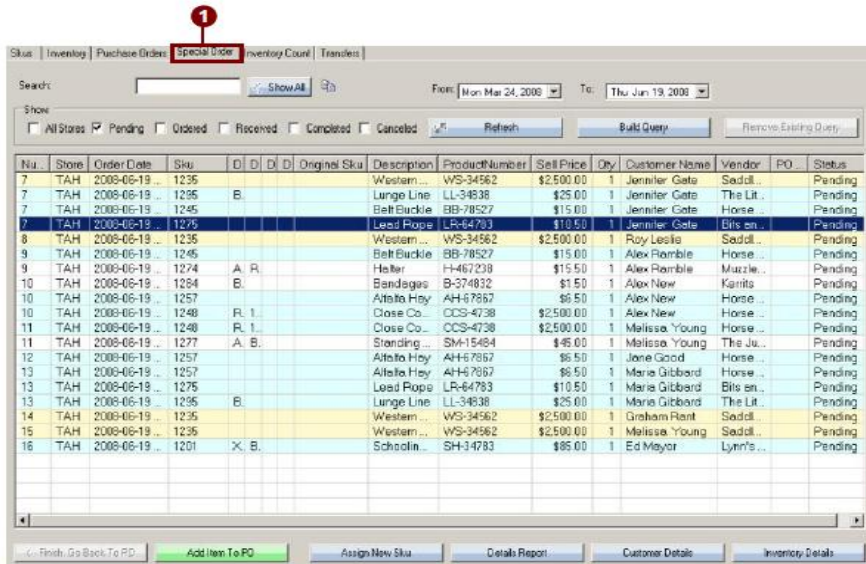 1
Skus Inventory Purchase Orders Special Order Inventory Count Transfers
Search: Show All From: Mon Mar 24, 2008 To: Thu Jun 19, 2008
Show
All Stores Pending Ordered Received Completed Canceled Refresh Build Query Remove Existing Query
Nu... Store Order Date Sku D D D D Original Sku Description ProductNumber Sell Price Qty Customer Name Vendor PO... Status
7 TAH 2008-06-19 ... 1235 Western ... WS-34562 $2,500.00 1 Jennifer Gate Saddl... Pending
7 TAH 2008-06-19 ... 1295 B. Lunge Line LL-34838 $25.00 1 Jennifer Gate The Lit... Pending
7 TAH 2008-06-19 ... 1245 Belt Buckle BB-78527 $15.00 1 Jennifer Gate Horse ... Pending
7 TAH 2008-06-19 ... 1275 Lead Rope LR-64783 $10.50 1 Jennifer Gate Bits an... Pending
8 TAH 2008-06-19 ... 1235 Western ... WS-34562 $2,500.00 1 Roy Leslie Saddl... Pending
9 TAH 2008-06-19 ... 1245 Belt Buckle BB-78527 $15.00 1 Alex Ramble Horse ... Pending
9 TAH 2008-06-19 ... 1274 A. R. Halter H-467238 $15.50 1 Alex Ramble Muzzle... Pending
10 TAH 2008-06-19 ... 1284 B. Bandages B-374832 $1.50 1 Alex New Kerrits Pending
10 TAH 2008-06-19 ... 1257 Alfalfa Hay AH-67867 $6.50 1 Alex New Horse ... Pending
10 TAH 2008-06-19 ... 1248 R. 1... Close Co... CCS-4738 $2,500.00 1 Alex New Horse ... Pending
11 TAH 2008-06-19 ... 1248 R. 1... Close Co... CCS-4738 $2,500.00 1 Melissa Young Horse ... Pending
11 TAH 2008-06-19 ... 1277 A. B. Standing ... SM-15484 $45.00 1 Melissa Young The Ju... Pending
12 TAH 2008-06-19 ... 1257 Alfalfa Hay AH-67867 $6.50 1 Jane Good Horse ... Pending
13 TAH 2008-06-19 ... 1257 Alfalfa Hay AH-67867 $6.50 1 Maria Gibbard Horse ... Pending
13 TAH 2008-06-19 ... 1275 Lead Rope LR-64783 $10.50 1 Maria Gibbard Bits an... Pending
13 TAH 2008-06-19 ... 1295 B. Lunge Line LL-34838 $25.00 1 Maria Gibbard The Lit... Pending
14 TAH 2008-06-19 ... 1235 Western ... WS-34562 $2,500.00 1 Graham Rant Saddl... Pending
15 TAH 2008-06-19 ... 1235 Western ... WS-34562 $2,500.00 1 Melissa Young Saddl... Pending
16 TAH 2008-06-19 ... 1201 X. B. Schoolin... SH-34783 $85.00 1 Ed Mayor Lynn's... Pending
<- Finish. Go Back To PO Add Item To PO Assign New Sku Details Report Customer Details Inventory Details